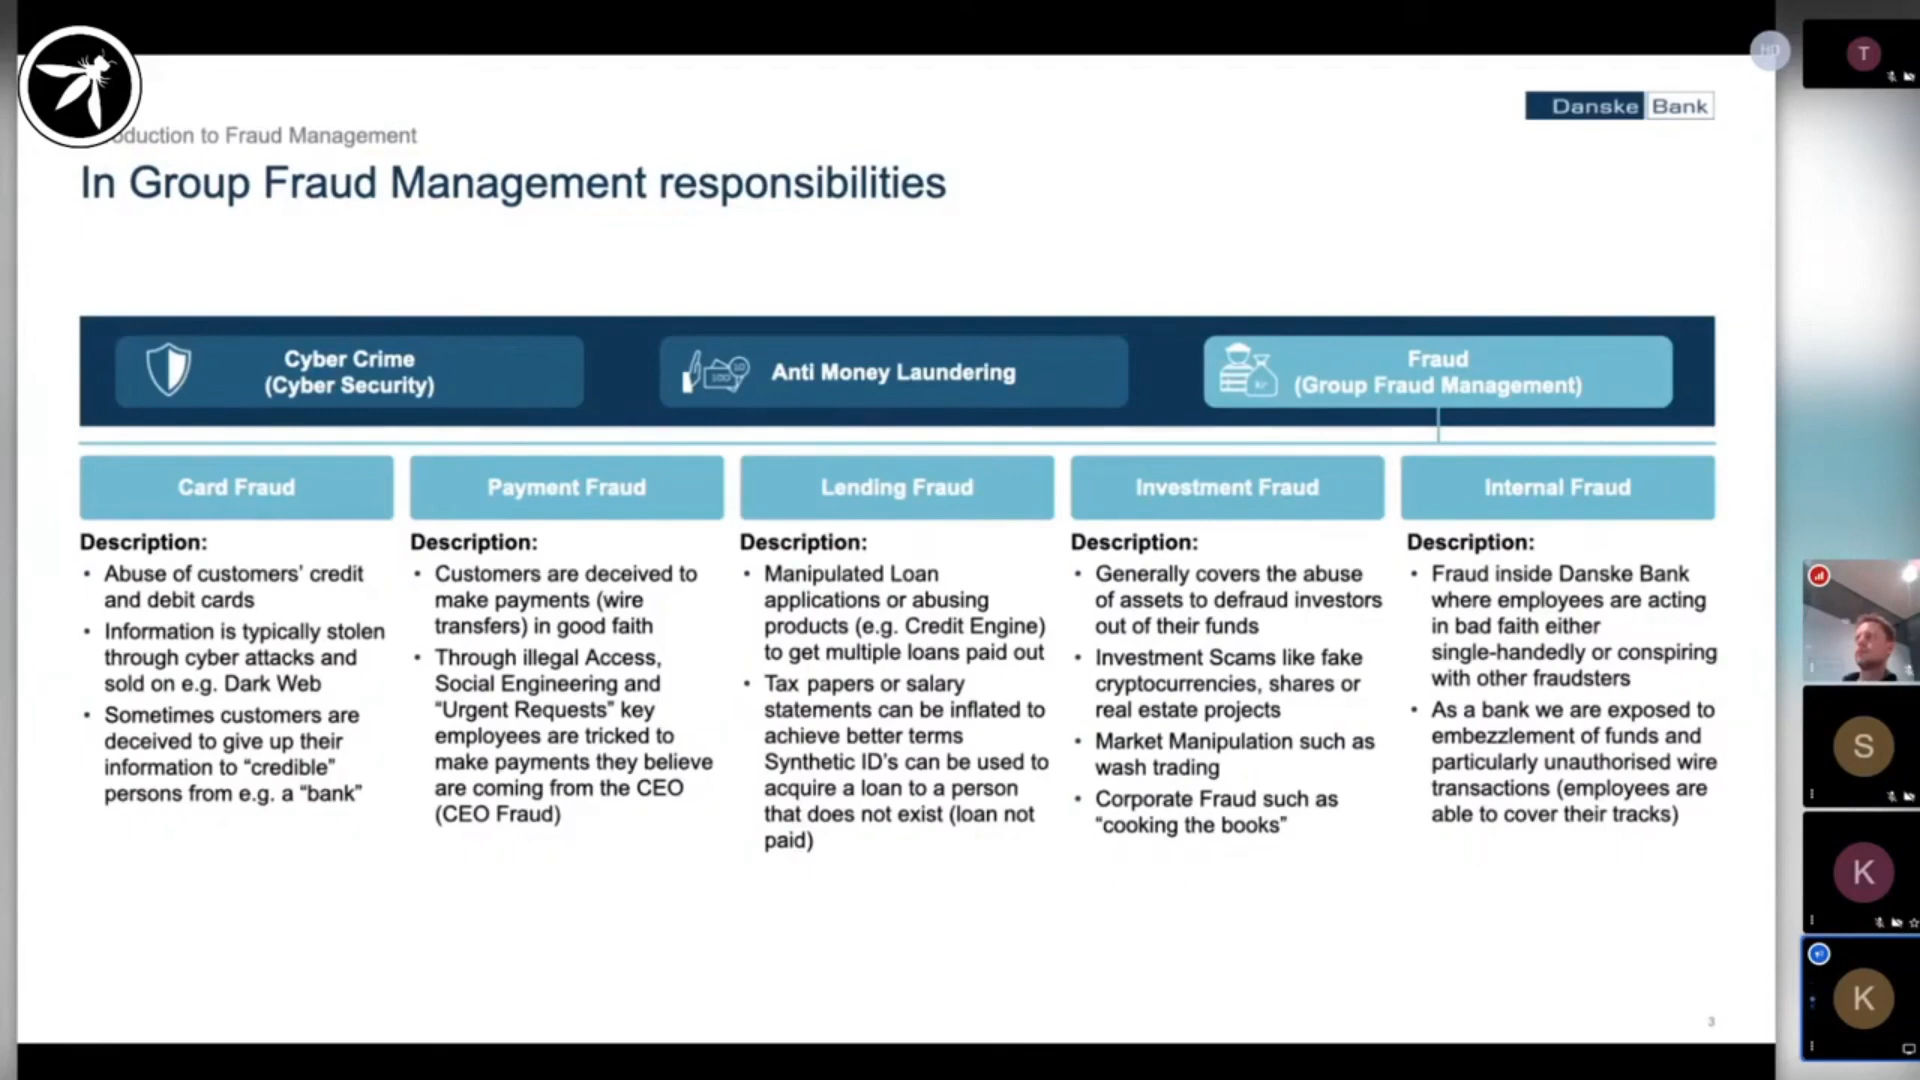 HD
T
Danske Bank
oduction to Fraud Management
In Group Fraud Management responsibilities
Cyber Crime
(Cyber Security)
Anti Money Laundering
Fraud
(Group Fraud Management)
Card Fraud
Payment Fraud
Lending Fraud
Investment Fraud
Internal Fraud
Description:
• Abuse of customers’ credit
and debit cards
• Information is typically stolen
through cyber attacks and
sold on e.g. Dark Web
• Sometimes customers are
deceived to give up their
information to “credible”
persons from e.g. a “bank”
Description:
• Customers are deceived to
make payments (wire
transfers) in good faith
• Through illegal Access,
Social Engineering and
“Urgent Requests” key
employees are tricked to
make payments they believe
are coming from the CEO
(CEO Fraud)
Description:
• Manipulated Loan
applications or abusing
products (e.g. Credit Engine)
to get multiple loans paid out
• Tax papers or salary
statements can be inflated to
achieve better terms
Synthetic ID’s can be used to
acquire a loan to a person
that does not exist (loan not
paid)
Description:
• Generally covers the abuse
of assets to defraud investors
out of their funds
• Investment Scams like fake
cryptocurrencies, shares or
real estate projects
• Market Manipulation such as
wash trading
• Corporate Fraud such as
“cooking the books”
Description:
• Fraud inside Danske Bank
where employees are acting
in bad faith either
single-handedly or conspiring
with other fraudsters
• As a bank we are exposed to
embezzlement of funds and
particularly unauthorised wire
transactions (employees are
able to cover their tracks)
3
S
K
K